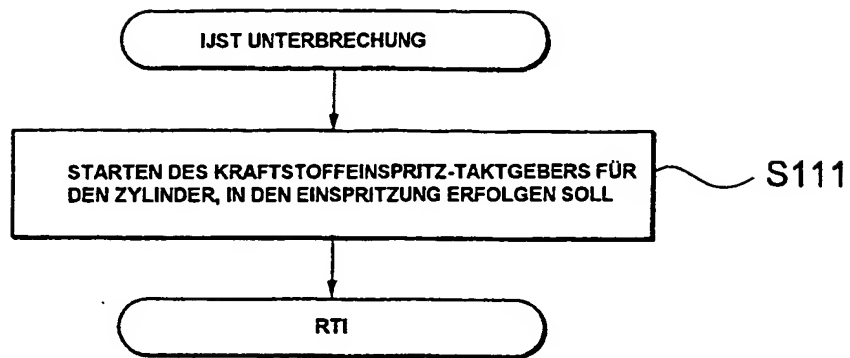 IJST UNTERBRECHUNG
STARTEN DES KRAFTSTOFFEINSPRITZ-TAKTGEBERS FÜR
DEN ZYLINDER, IN DEN EINSPRITZUNG ERFOLGEN SOLL
S111
RTI